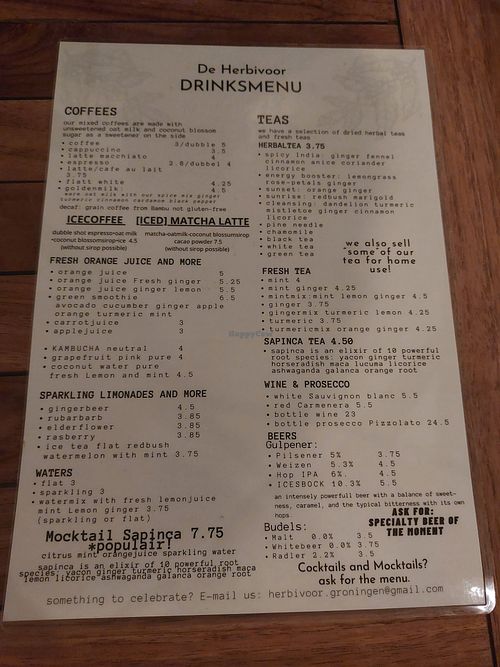 De Herbivoor
DRINKSMENU
COFFEES
our mixed coffees are made with
unsweetened oat milk and coconut blossom
sugar as a sweetener on the side
• coffee 3/dubble 5
• cappuccino 3.5
• latte macchiato 4
• espresso 2.8/dubbel 4
• latte/cafe au lait
3.75
• flatt white 4.25
• goldenmilk: 4.5
warm oat milk with our spice mix ginger
turmeric cinnamon cardamon black pepper
decaf: grain coffee from Bambu not gluten-free
ICECOFFEE
dubble shot espresso+oat milk
+coconut blosomsirop+ice 4.5
(without sirop possible)
[ICED] MATCHA LATTE
matcha-oatmilk-coconut blossumsirop
cacao powder 7.5
(without sirop possible)
FRESH ORANGE JUICE AND MORE
• orange juice 5
• orange juice Fresh ginger 5.25
• orange juice ginger lemon 5.5
• green smoothie 6.5
avocado cucumber ginger apple
orange turmeric mint
• carrotjuice 3
• applejuice 3
• KAMBUCHA neutral 4
• grapefruit pink pure 4
• coconut water pure
fresh Lemon and mint 4.5
SPARKLING LIMONADES AND MORE
• gingerbeer 4.5
• rubarbarb 3.85
• elderflower 3.85
• rasberry 3.85
• ice tea flat redbush
watermelon with mint 3.75
WATERS
• flat 3
• sparkling 3
• watermix with fresh lemonjuice
mint Lemon ginger 3.75
(sparkling or flat)
Mocktail Sapinca 7.75
*populair!
citrus mint orangejuice sparkling water
sapinca is an elixir of 10 powerful root
species: yacon ginger turmeric horseradish maca
lemon licorice ashwaganda galanca orange root
TEAS
we have a selection of dried herbal teas
and fresh teas
HERBALTEA 3.75
• spicy India: ginger fennel
cinnamon anice coriander
licorice
• energy booster: lemongrass
rose-petals ginger
• sunset: orange ginger
• sunrise: redbush marigold
• cleansing: dandelion turmeric
mistletoe ginger cinnamon
licorice
• pine needle
• chamomile
• black tea
• white tea
• green tea
we also sell
some of our
tea for home
use!
FRESH TEA
• mint 4
• mint ginger 4.25
• mintmix:mint lemon ginger 4.5
• ginger 3.75
• gingermix turmeric lemon 4.25
• turmeric 3.75
• turmericmix orange ginger 4.25
SAPINCA TEA 4.50
• sapinca is an elixir of 10 powerful
root species: yacon ginger turmeric
horseradish maca lucuma licorice
ashwaganda galanca orange root
WINE & PROSECCO
• white Sauvignon blanc 5.5
• red Carmenera 5.5
• bottle wine 23
• bottle prosecco Pizzolato 24.5
BEERS
Gulpener:
• Pilsener 5% 3.75
• Weizen 5.3% 4.5
• Hop IPA 6%. 4.5
• ICESBOCK 10.3% 5.5
an intensely powerfull beer with a balance of sweet-
ness, caramel, and the typical bitterness with its own
hops.
ASK FOR:
SPECIALTY BEER OF
THE MONENT
Budels:
• Malt 0.0% 3.5
• Whitebeer 0.0% 3.75
• Radler 2.2% 3.5
Cocktails and Mocktails?
ask for the menu.
something to celebrate? E-mail us: herbivoor.groningen@gmail.com
HappyCow